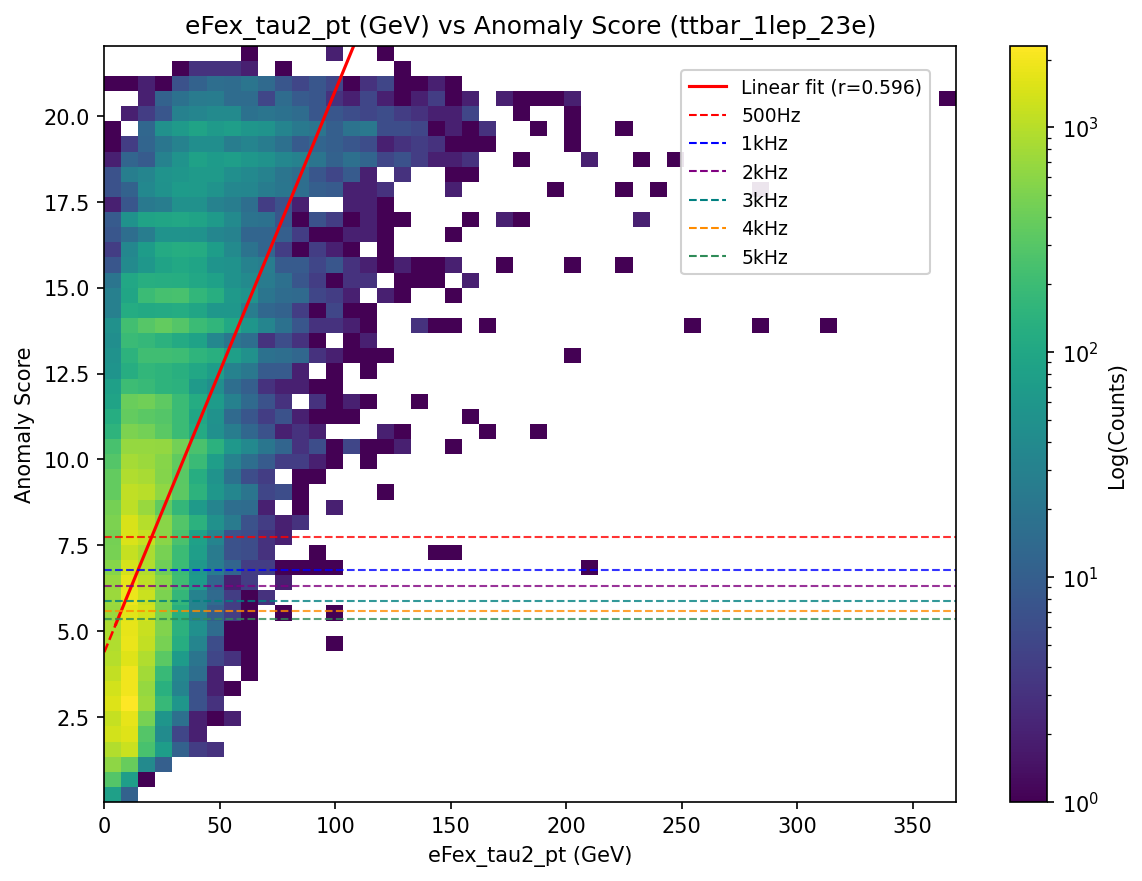 eFex_tau2_pt (GeV) vs Anomaly Score (ttbar_1lep_23e)
Linear fit (r=0.596)
500Hz
1kHz
2kHz
3kHz
4kHz
5kHz
Anomaly Score
20.0
17.5
15.0
12.5
10.0
7.5
5.0
2.5
0
50
100
150
200
250
300
350
eFex_tau2_pt (GeV)
10³
10²
10¹
10⁰
Log(Counts)